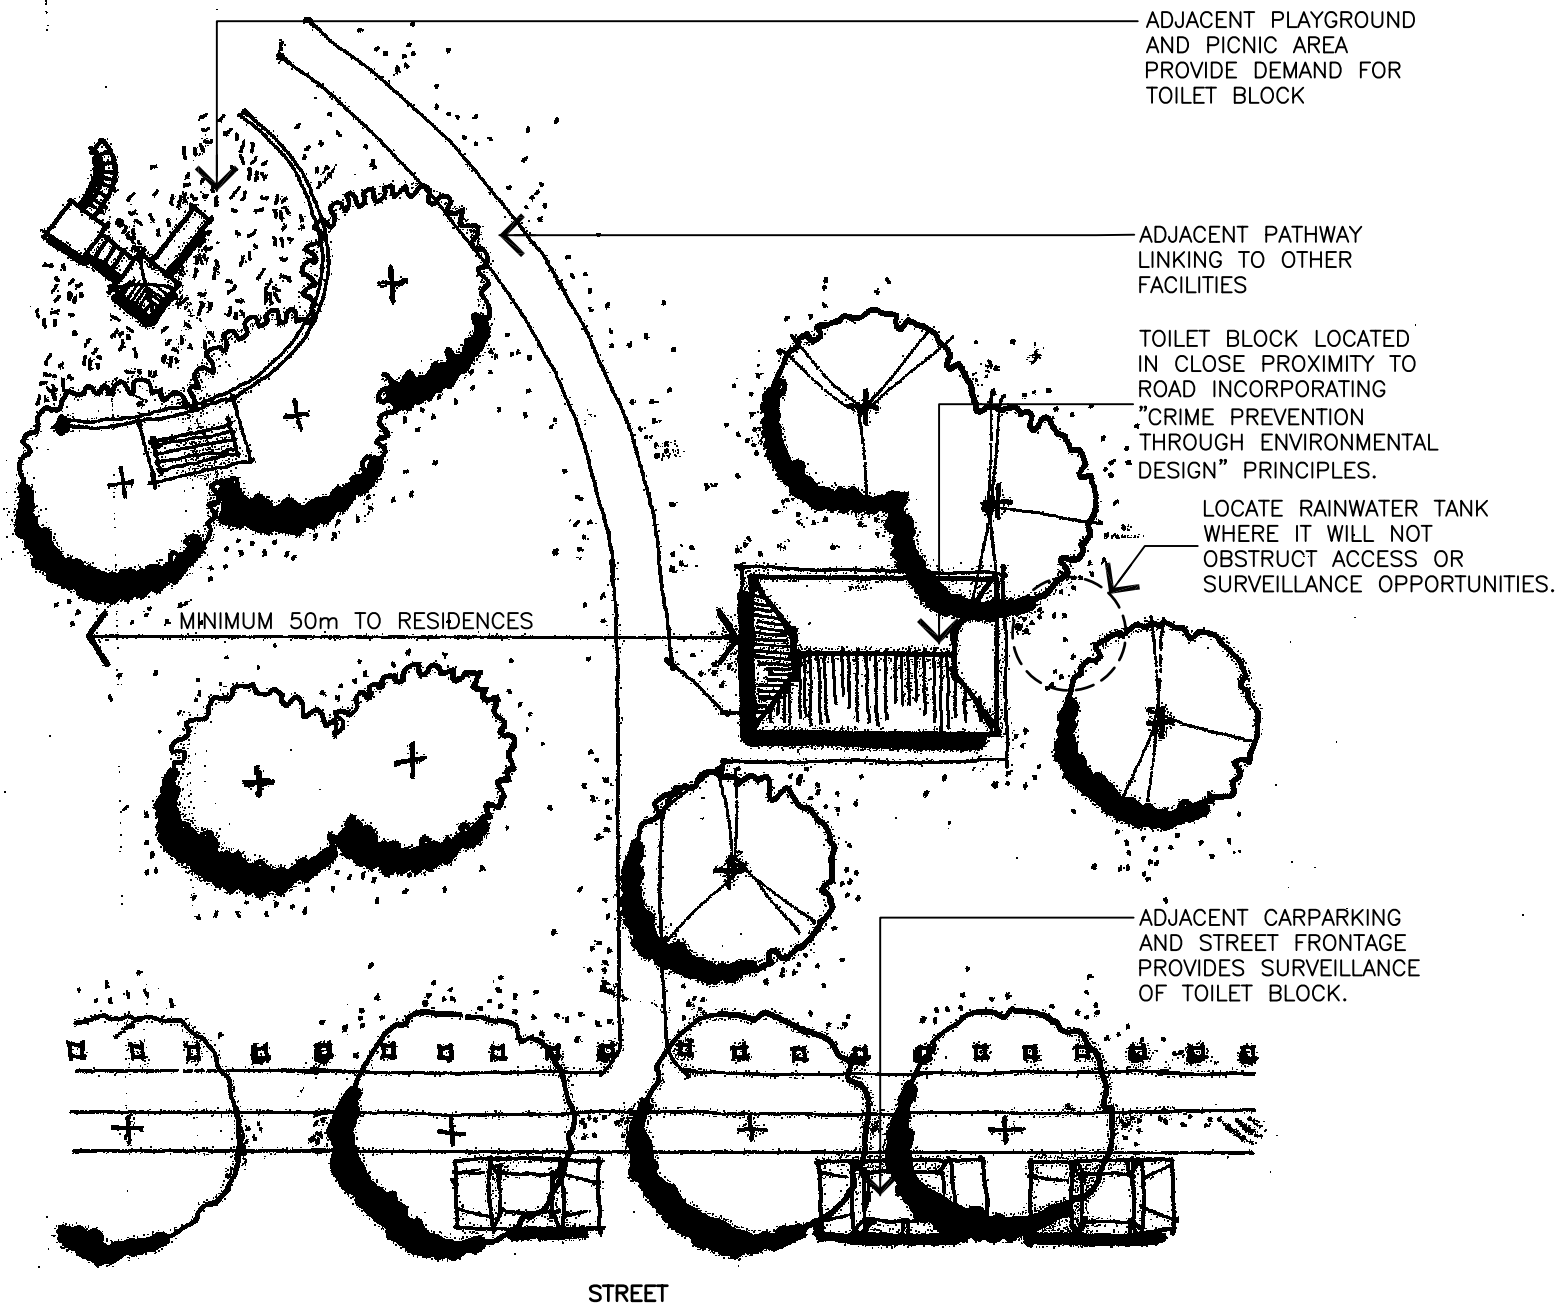 ADJACENT PLAYGROUND
AND PICNIC AREA
PROVIDE DEMAND FOR
TOILET BLOCK
ADJACENT PATHWAY
LINKING TO OTHER
FACILITIES
TOILET BLOCK LOCATED
IN CLOSE PROXIMITY TO
ROAD INCORPORATING
"CRIME PREVENTION
THROUGH ENVIRONMENTAL
DESIGN" PRINCIPLES.
LOCATE RAINWATER TANK
WHERE IT WILL NOT
OBSTRUCT ACCESS OR
SURVEILLANCE OPPORTUNITIES.
MINIMUM 50m TO RESIDENCES
ADJACENT CARPARKING
AND STREET FRONTAGE
PROVIDES SURVEILLANCE
OF TOILET BLOCK.
STREET